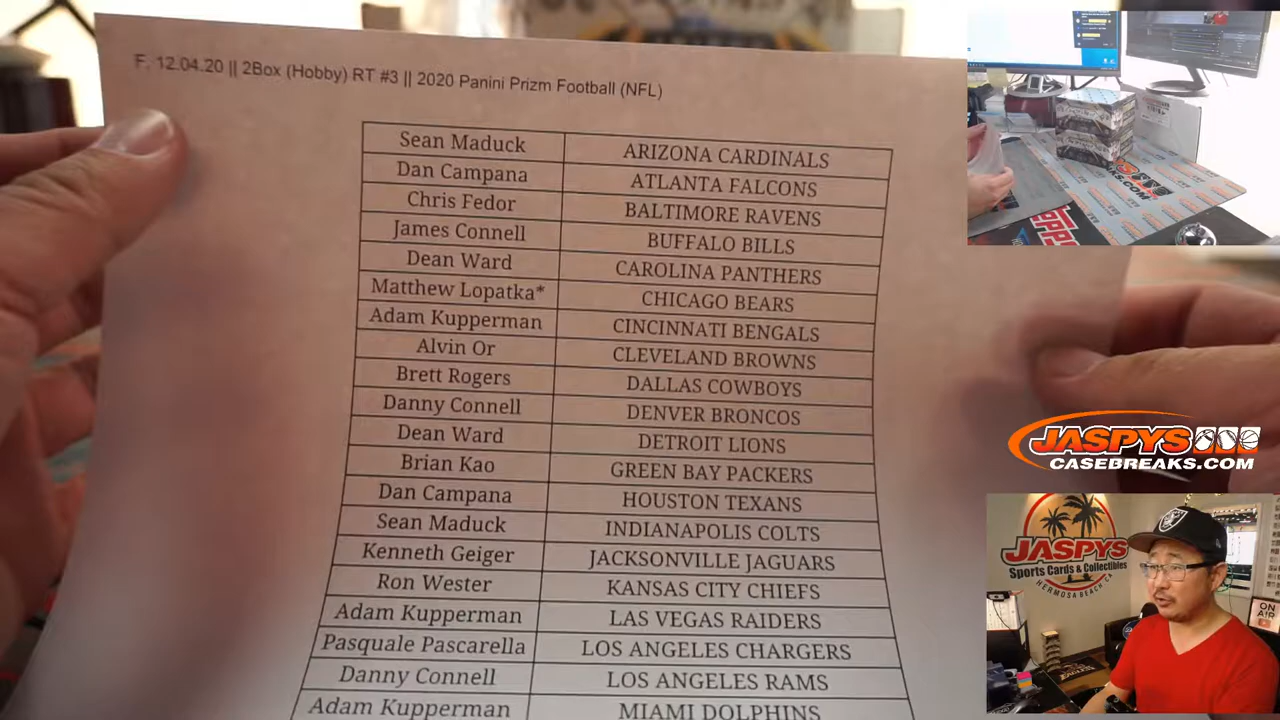 F. 12.04.20 || 2Box (Hobby) RT #3 || 2020 Panini Prizm Football (NFL)
Sean Maduck ARIZONA CARDINALS
Dan Campana ATLANTA FALCONS
Chris Fedor BALTIMORE RAVENS
James Connell BUFFALO BILLS
Dean Ward CAROLINA PANTHERS
Matthew Lopatka* CHICAGO BEARS
Adam Kupperman CINCINNATI BENGALS
Alvin Or CLEVELAND BROWNS
Brett Rogers DALLAS COWBOYS
Danny Connell DENVER BRONCOS
Dean Ward DETROIT LIONS
Brian Kao GREEN BAY PACKERS
Dan Campana HOUSTON TEXANS
Sean Maduck INDIANAPOLIS COLTS
Kenneth Geiger JACKSONVILLE JAGUARS
Ron Wester KANSAS CITY CHIEFS
Adam Kupperman LAS VEGAS RAIDERS
Pasquale Pascarella LOS ANGELES CHARGERS
Danny Connell LOS ANGELES RAMS
Adam Kupperman MIAMI DOLPHINS
JASPYS
CASEBREAKS.COM
JASPYS
Sports Cards & Collectibles
HERMOSA BEACH CA
ON AIR
TOPPS